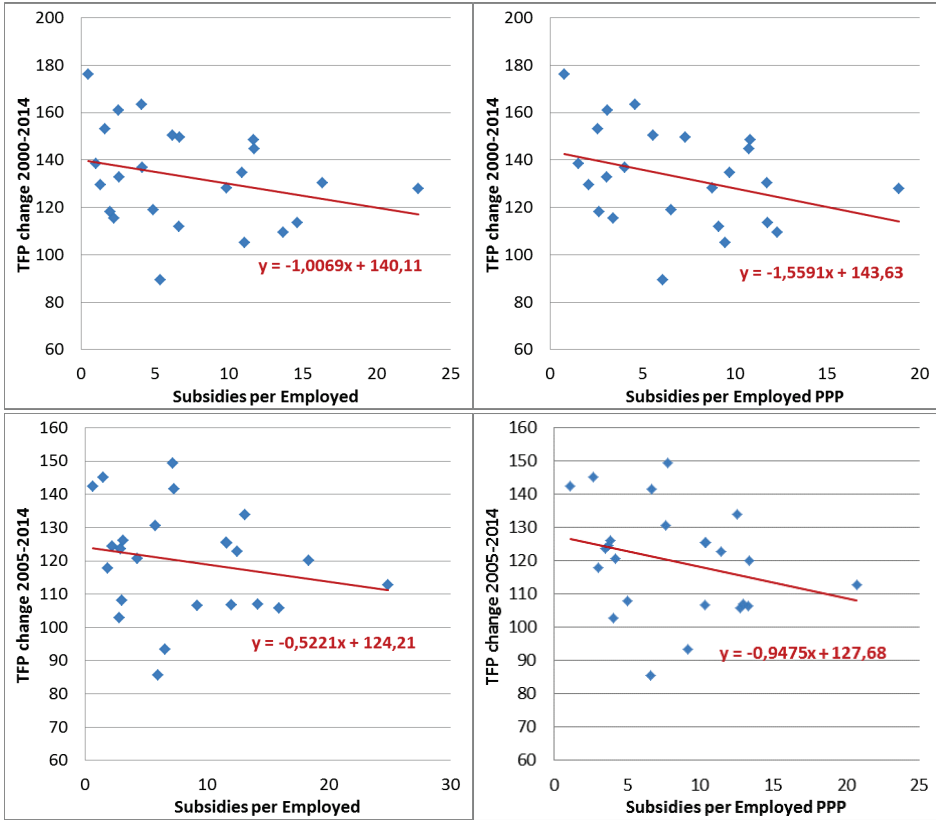 TFP change 2000-2014
200
180
160
140
120
100
80
60
y = -1,0069x + 140,11
0 5 10 15 20 25
Subsidies per Employed
TFP change 2000-2014
200
180
160
140
120
100
80
60
y = -1,5591x + 143,63
0 5 10 15 20
Subsidies per Employed PPP
TFP change 2005-2014
160
150
140
130
120
110
100
90
80
70
60
y = -0,5221x + 124,21
0 10 20 30
Subsidies per Employed
TFP change 2005-2014
160
150
140
130
120
110
100
90
80
70
60
y = -0,9475x + 127,68
0 5 10 15 20 25
Subsidies per Employed PPP